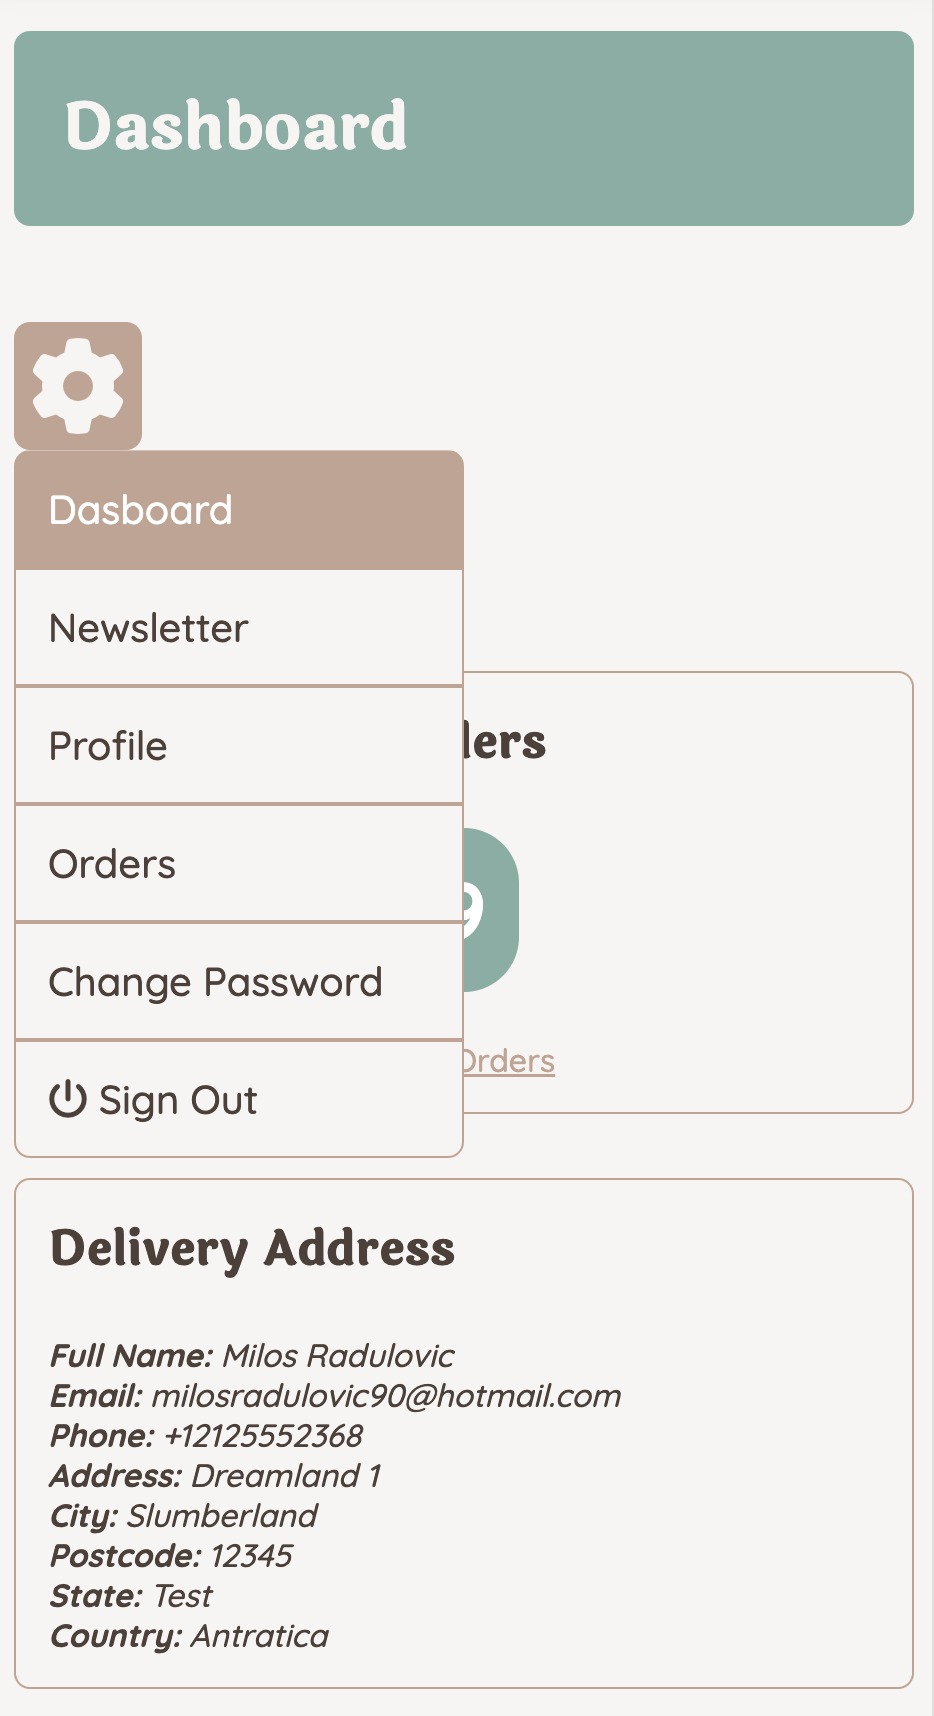 Dashboard
Dasboard
Newsletter
Profile
Orders
Change Password
Sign Out
9
Orders
Delivery Address
Full Name: Milos Radulovic
Email: milosradulovic90@hotmail.com
Phone: +12125552368
Address: Dreamland 1
City: Slumberland
Postcode: 12345
State: Test
Country: Antratica